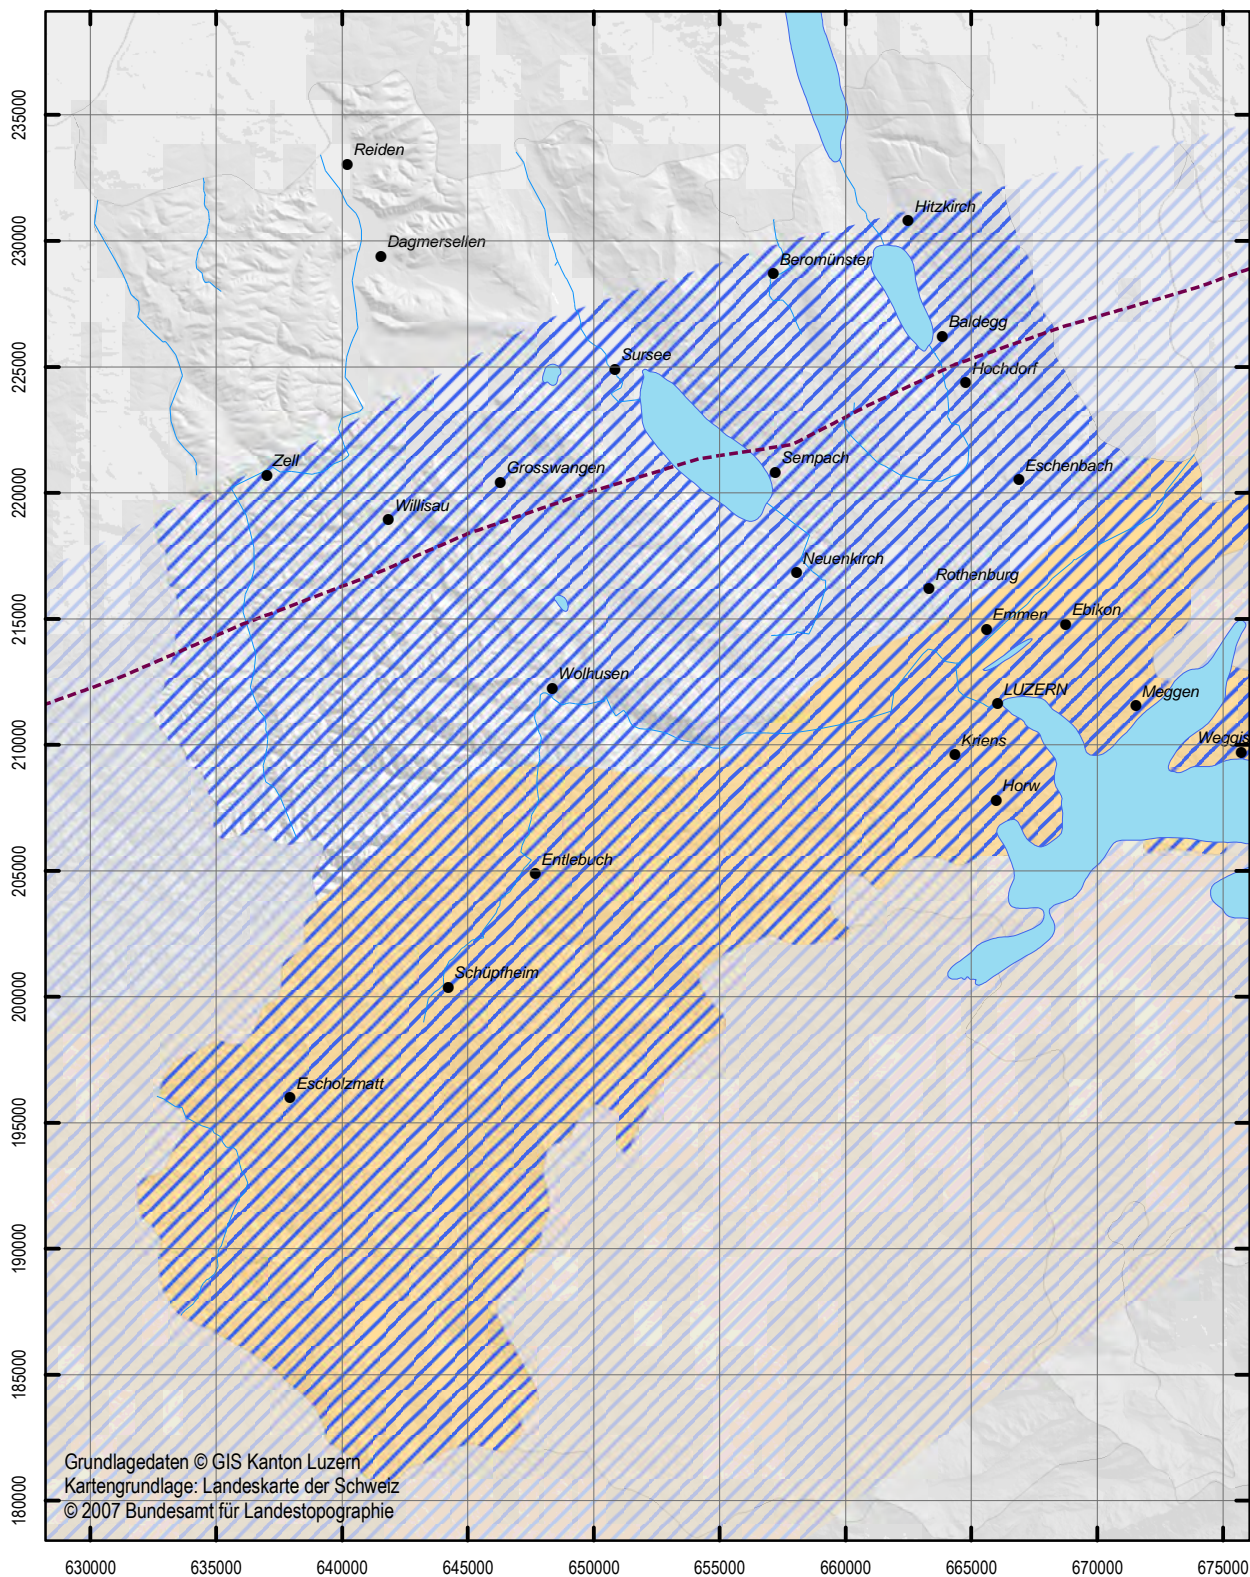 235000
Reiden
Hitzkirch
230000
Dagmersellen
Beromünster
Baldegg
225000
Sursee
Hochdorf
Zell
Grosswangen
Sempach
Eschenbach
220000
Willisau
Neuenkirch
Rothenburg
215000
Emmen
Ebikon
Wolhusen
LUZERN
Meggen
210000
Kriens
Weggis
Horw
205000
Entlebuch
200000
Schüpfheim
195000
Escholzmatt
190000
185000
180000
Grundlagedaten © GIS Kanton Luzern
Kartengrundlage: Landeskarte der Schweiz
© 2007 Bundesamt für Landestopographie
630000 635000 640000 645000 650000 655000 660000 665000 670000 675000